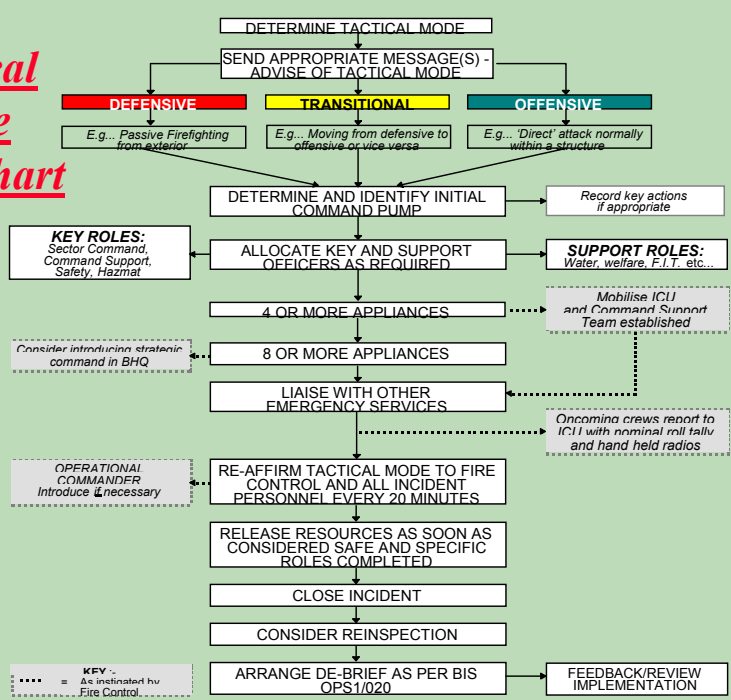 al
e
hart
DETERMINE TACTICAL MODE
SEND APPROPRIATE MESSAGE(S) -
ADVISE OF TACTICAL MODE
DEFENSIVE
TRANSITIONAL
OFFENSIVE
E.g... Passive Firefighting
from exterior
E.g... Moving from defensive to
offensive or vice versa
E.g... 'Direct' attack normally
within a structure
DETERMINE AND IDENTIFY INITIAL
COMMAND PUMP
Record key actions
if appropriate
KEY ROLES:
Sector Command,
Command Support,
Safety, Hazmat
ALLOCATE KEY AND SUPPORT
OFFICERS AS REQUIRED
SUPPORT ROLES:
Water, welfare, F.I.T. etc...
4 OR MORE APPLIANCES
Mobilise ICU
and Command Support
Team established
Consider introducing strategic
command in BHQ
8 OR MORE APPLIANCES
LIAISE WITH OTHER
EMERGENCY SERVICES
Oncoming crews report to
ICU with nominal roll tally
and hand held radios
OPERATIONAL
COMMANDER
Introduce if necessary
RE-AFFIRM TACTICAL MODE TO FIRE
CONTROL AND ALL INCIDENT
PERSONNEL EVERY 20 MINUTES
RELEASE RESOURCES AS SOON AS
CONSIDERED SAFE AND SPECIFIC
ROLES COMPLETED
CLOSE INCIDENT
CONSIDER REINSPECTION
ARRANGE DE-BRIEF AS PER BIS
OPS1/020
FEEDBACK/REVIEW
IMPLEMENTATION
KEY :-
= As instigated by
Fire Control